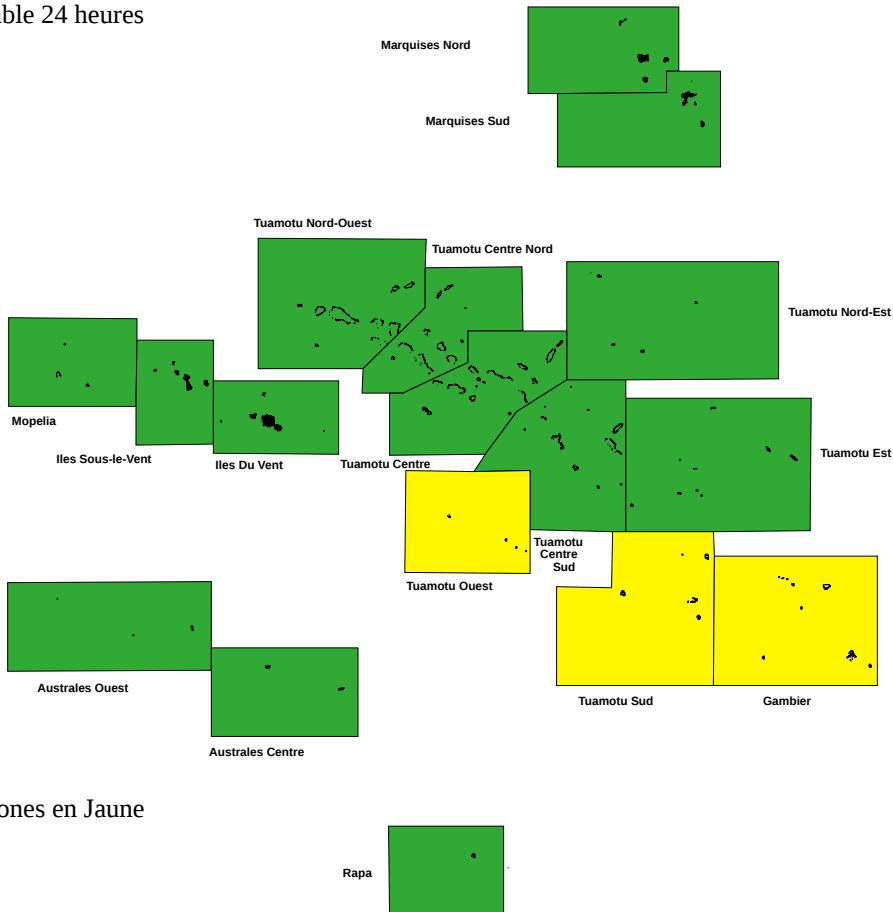 24 heures
Marquises Nord
Marquises Sud
Tuamotu Nord-Ouest
Tuamotu Centre Nord
Tuamotu Nord-Est
Mopelia
Iles Sous-le-Vent
Iles Du Vent
Tuamotu Centre
Tuamotu Est
Tuamotu
Centre
Sud
Tuamotu Ouest
Australes Ouest
Tuamotu Sud
Gambier
Australes Centre
en Jaune
Rapa